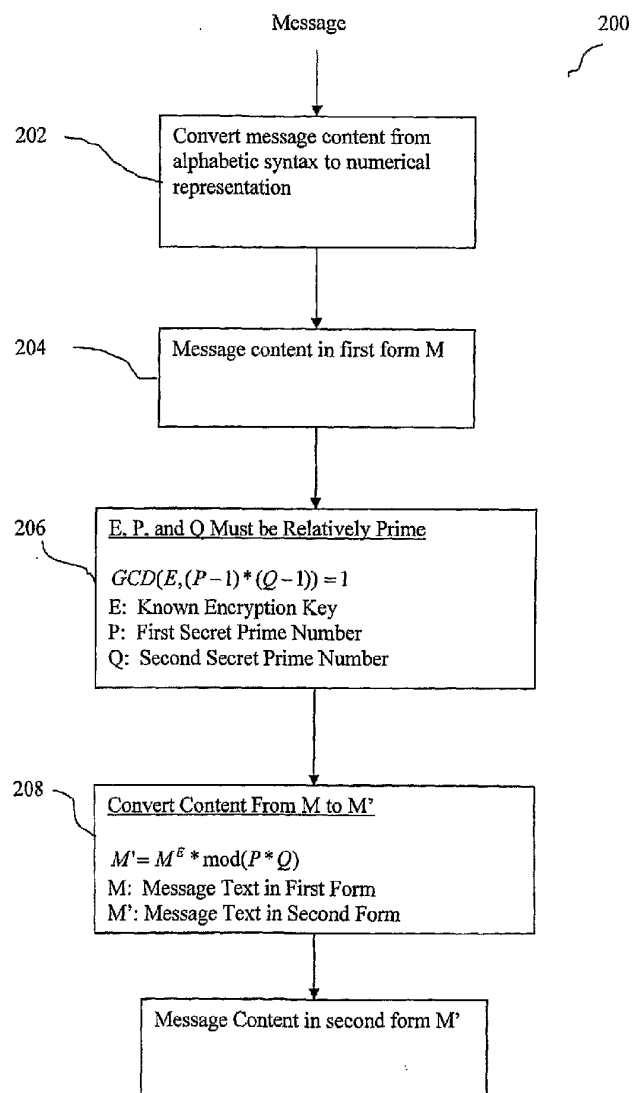 Message
200
202
Convert message content from
alphabetic syntax to numerical
representation
204
Message content in first form M
206
E, P, and Q Must be Relatively Prime
GCD(E,(P-1)*(Q-1))=1
E: Known Encryption Key
P: First Secret Prime Number
Q: Second Secret Prime Number
208
Convert Content From M to M'
M'= M^E * mod(P*Q)
M: Message Text in First Form
M': Message Text in Second Form
Message Content in second form M'